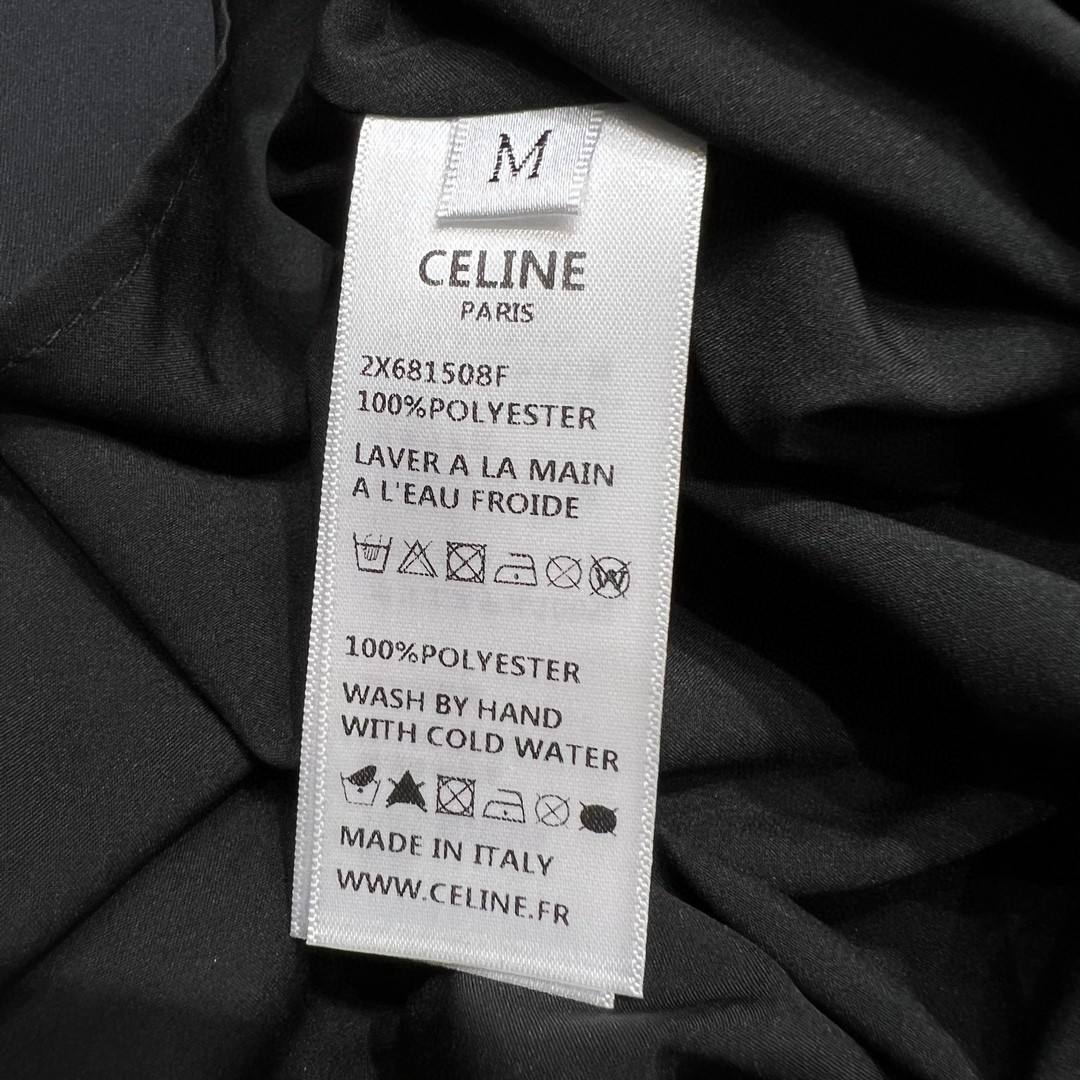 M
CELINE
PARIS
2X681508F
100%POLYESTER
LAVER A LA MAIN
A L'EAU FROIDE
W
100%POLYESTER
WASH BY HAND
WITH COLD WATER
MADE IN ITALY
WWW.CELINE.FR